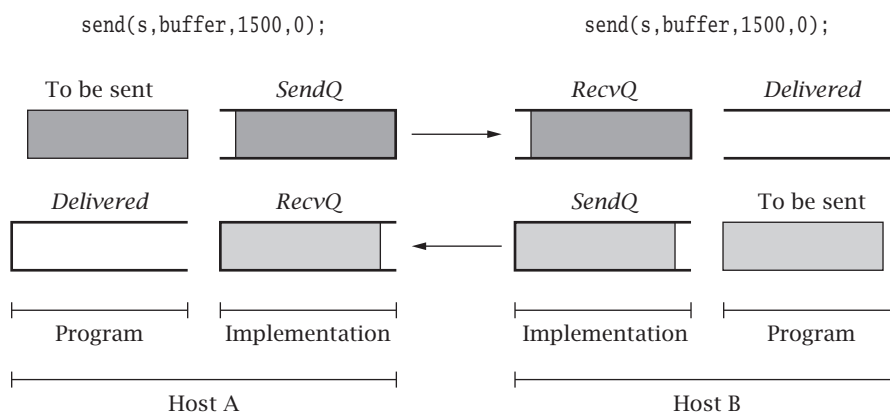 send(s,buffer,1500,0); send(s,buffer,1500,0);
To be sent SendQ RecvQ Delivered
Delivered RecvQ SendQ To be sent
Program Implementation Implementation Program
Host A Host B